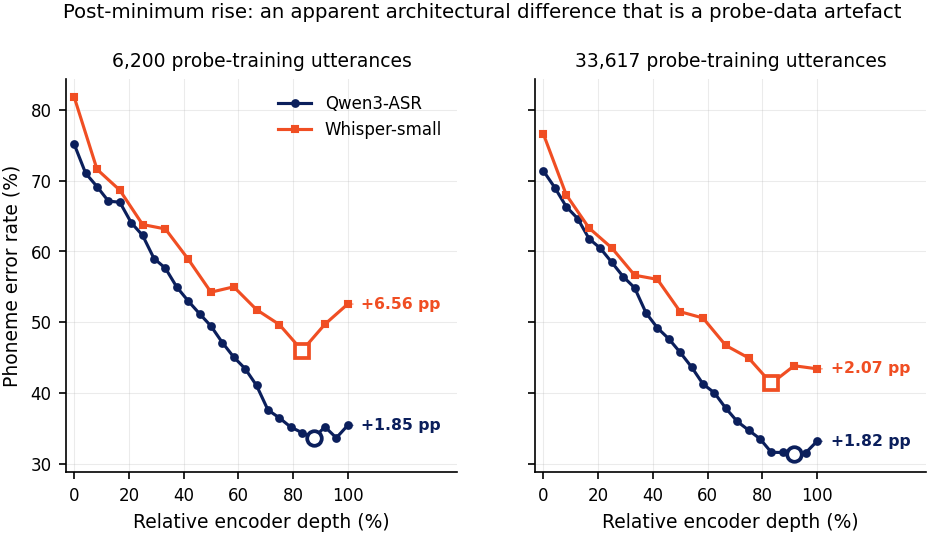 Post-minimum rise: an apparent architectural difference that is a probe-data artefact
6,200 probe-training utterances
33,617 probe-training utterances
Qwen3-ASR
Whisper-small
Phoneme error rate (%)
80
70
60
50
40
30
+6.56 pp
+1.85 pp
+2.07 pp
+1.82 pp
0 20 40 60 80 100
0 20 40 60 80 100
Relative encoder depth (%)
Relative encoder depth (%)